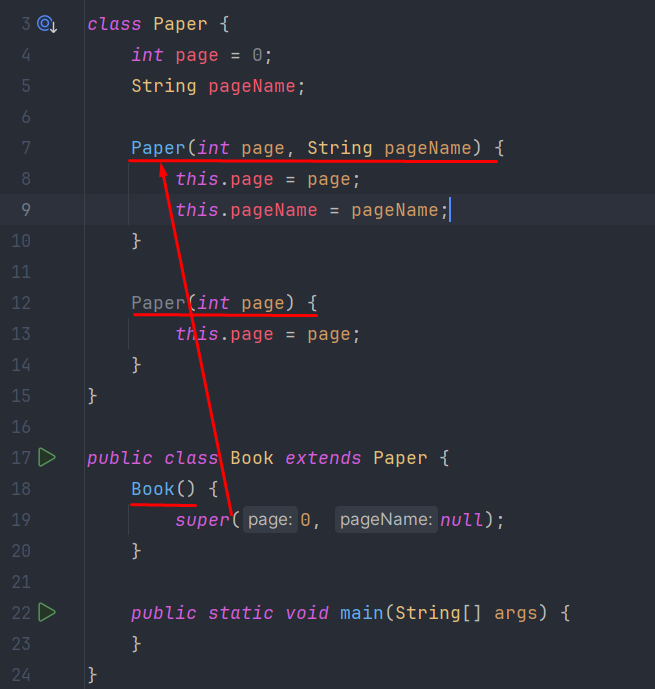 3 class Paper {
4 int page = 0;
5 String pageName;
6
7 Paper(int page, String pageName) {
8 this.page = page;
9 this.pageName = pageName;
10 }
11
12 Paper(int page) {
13 this.page = page;
14 }
15 }
16
17 public class Book extends Paper {
18 Book() {
19 super( page: 0, pageName: null);
20 }
21
22 public static void main(String[] args) {
23 }
24 }